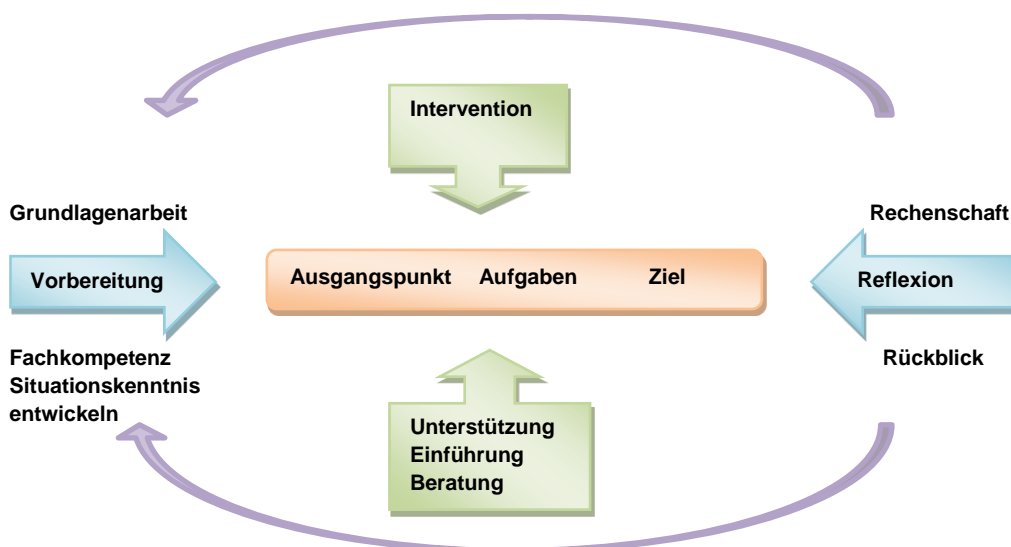 Intervention
Grundlagenarbeit
Rechenschaft
Vorbereitung
Ausgangspunkt Aufgaben Ziel
Reflexion
Fachkompetenz
Situationskenntnis
entwickeln
Rückblick
Unterstützung
Einführung
Beratung